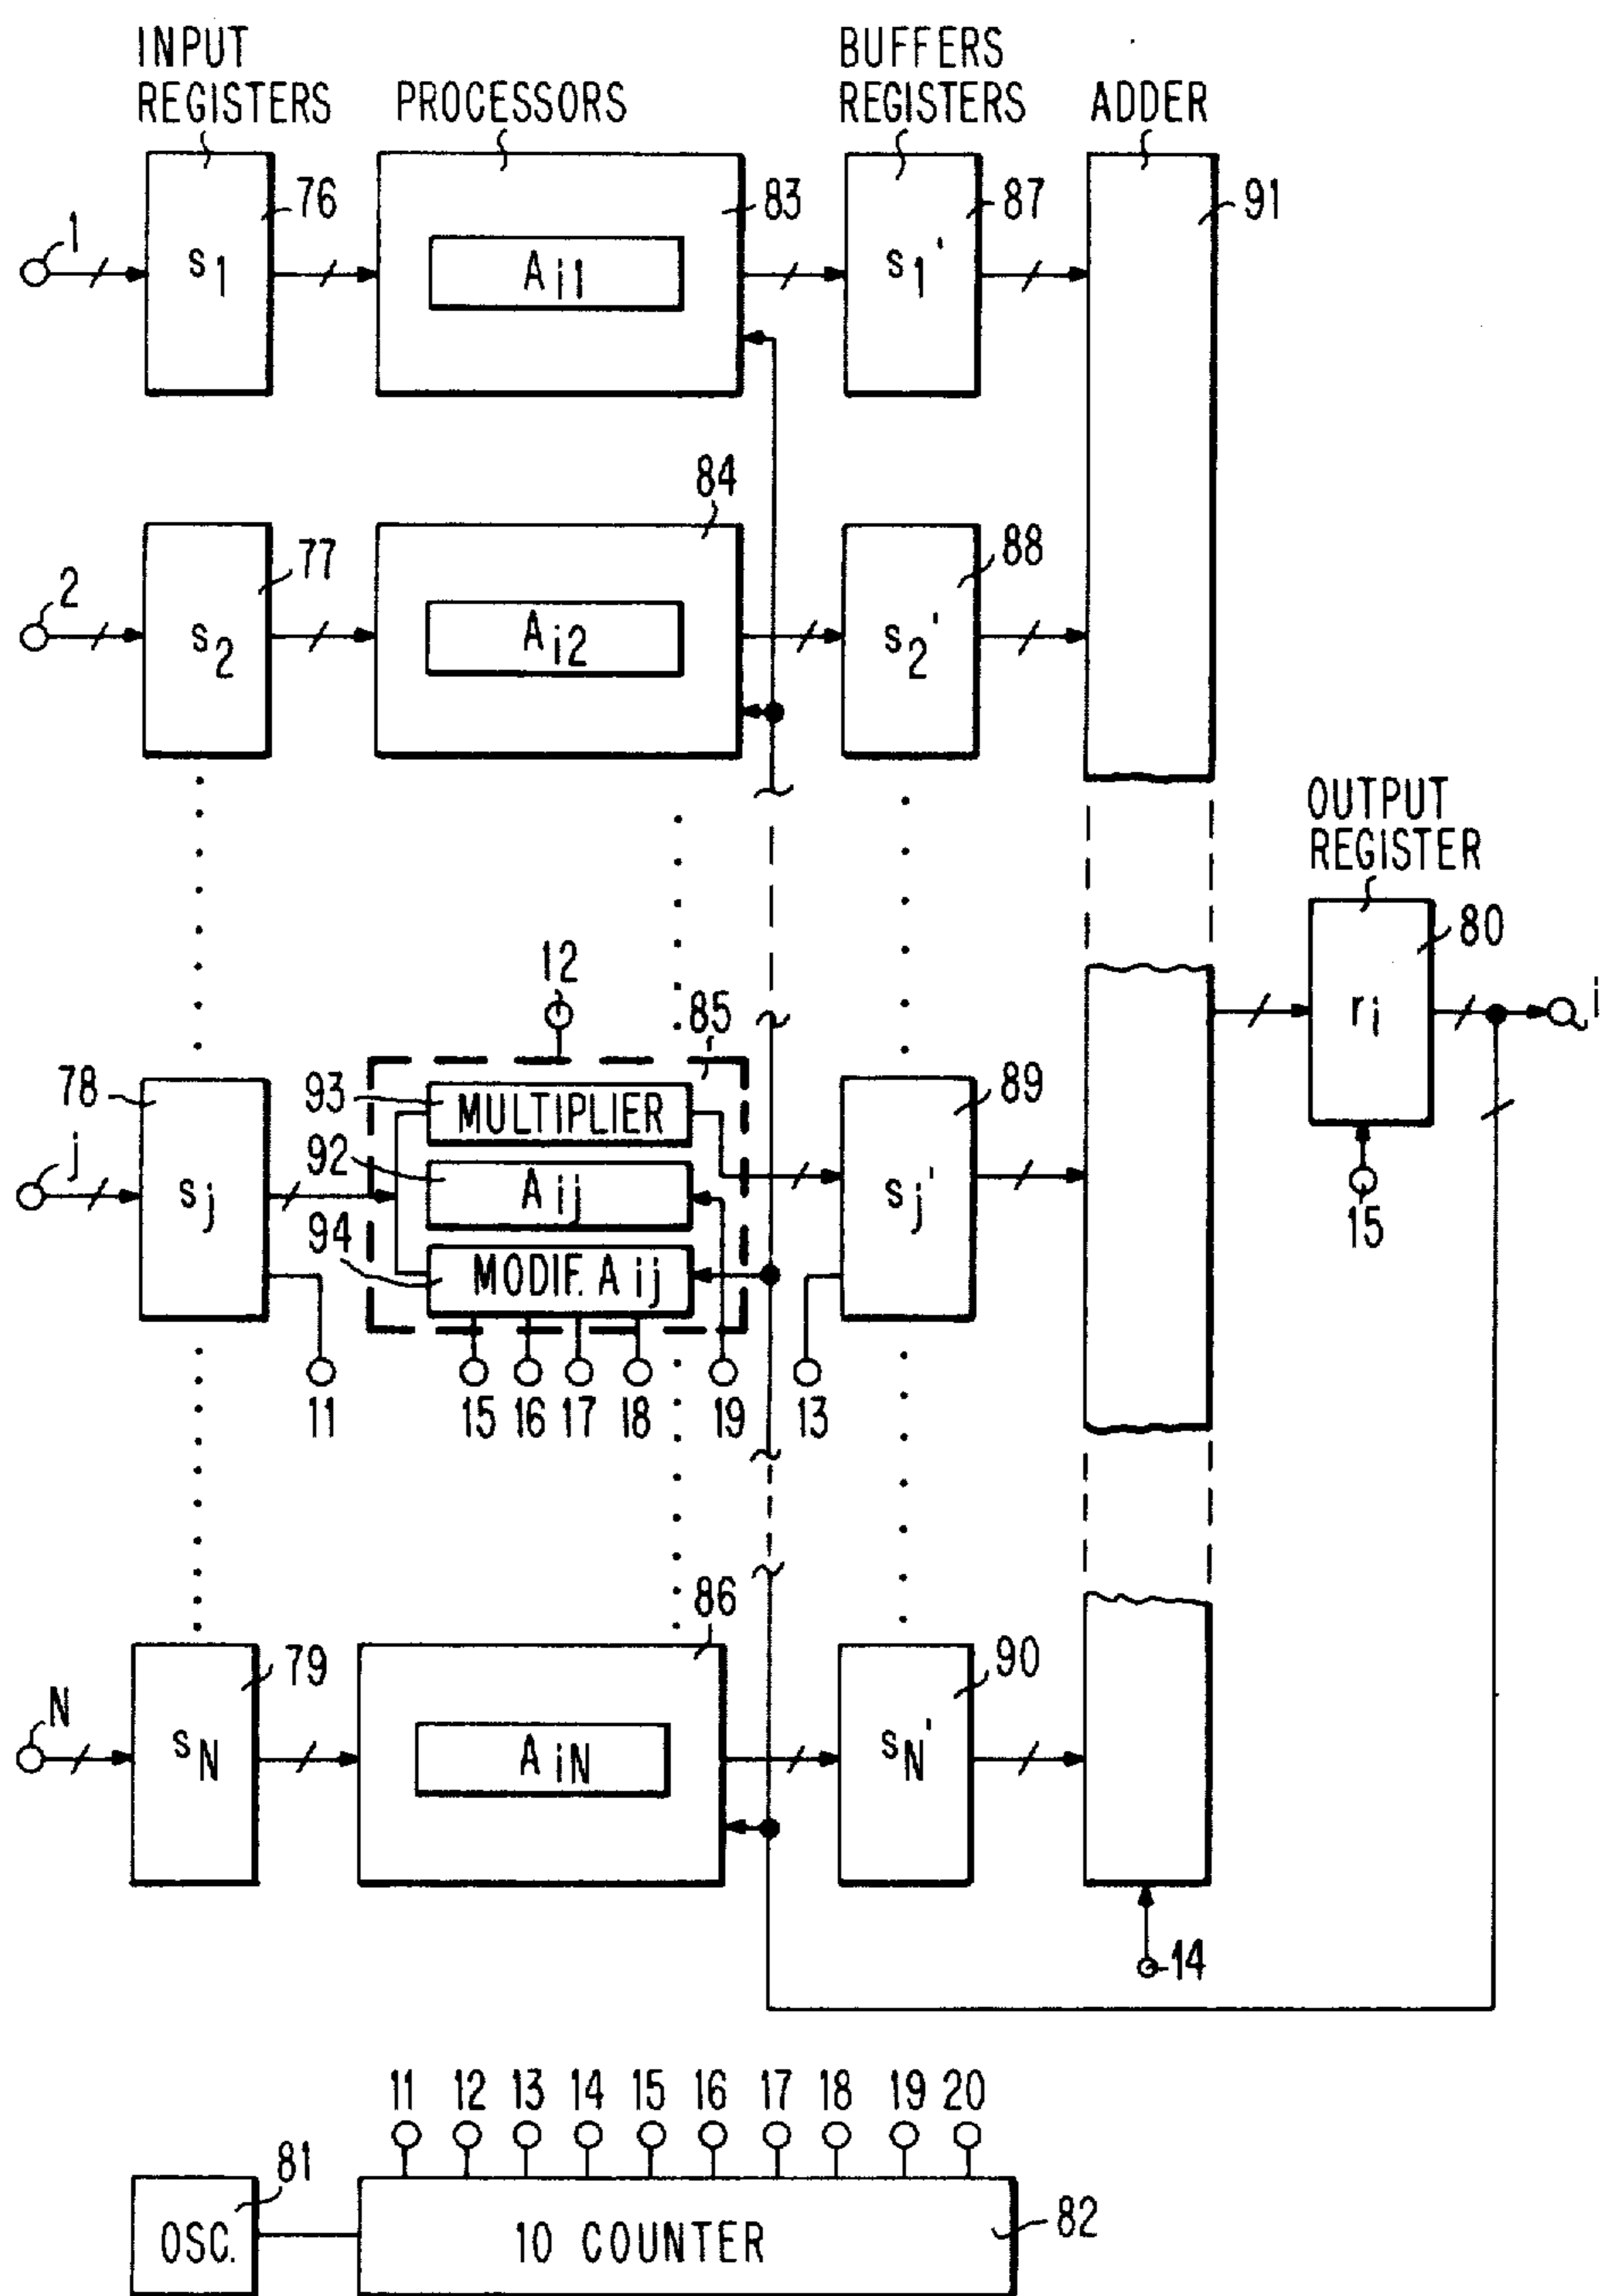 INPUT
REGISTERS
PROCESSORS
BUFFERS
REGISTERS
ADDER
1
s1
76
Ai1
83
s1'
87
91
2
s2
77
Ai2
84
s2'
88
OUTPUT
REGISTER
ri
80
i
15
12
85
78
j
sj
11
93
MULTIPLIER
92
Aij
94
MODIF. Aij
15 16 17 18 19
sj'
89
13
N
sN
79
AiN
86
sN'
90
14
11 12 13 14 15 16 17 18 19 20
OSC.
81
10 COUNTER
82